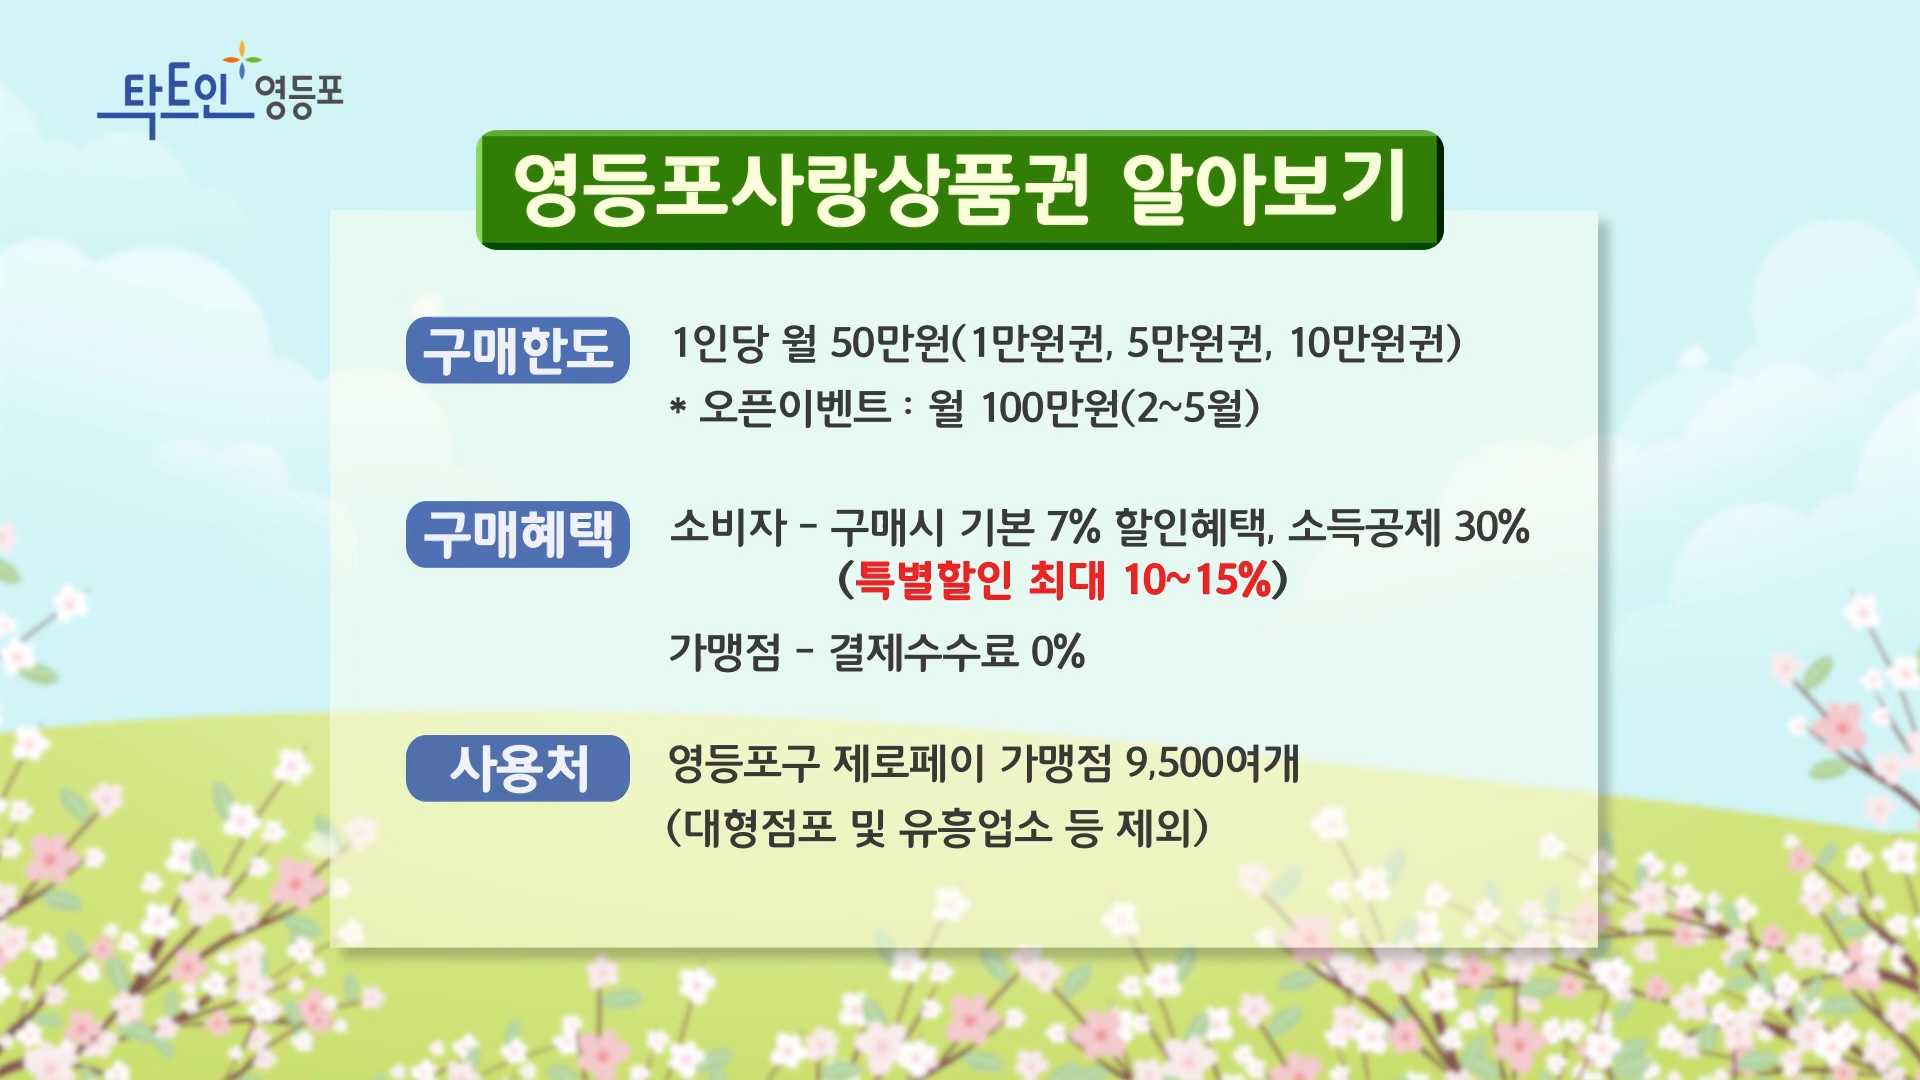 탁트인 영등포
영등포사랑상품권 알아보기
구매한도
1인당 월 50만원(1만원권, 5만원권, 10만원권)
* 오픈이벤트 : 월 100만원(2~5월)
구매혜택
소비자 - 구매시 기본 7% 할인혜택, 소득공제 30%
(특별할인 최대 10~15%)
가맹점 - 결제수수료 0%
사용처
영등포구 제로페이 가맹점 9,500여개
(대형점포 및 유흥업소 등 제외)